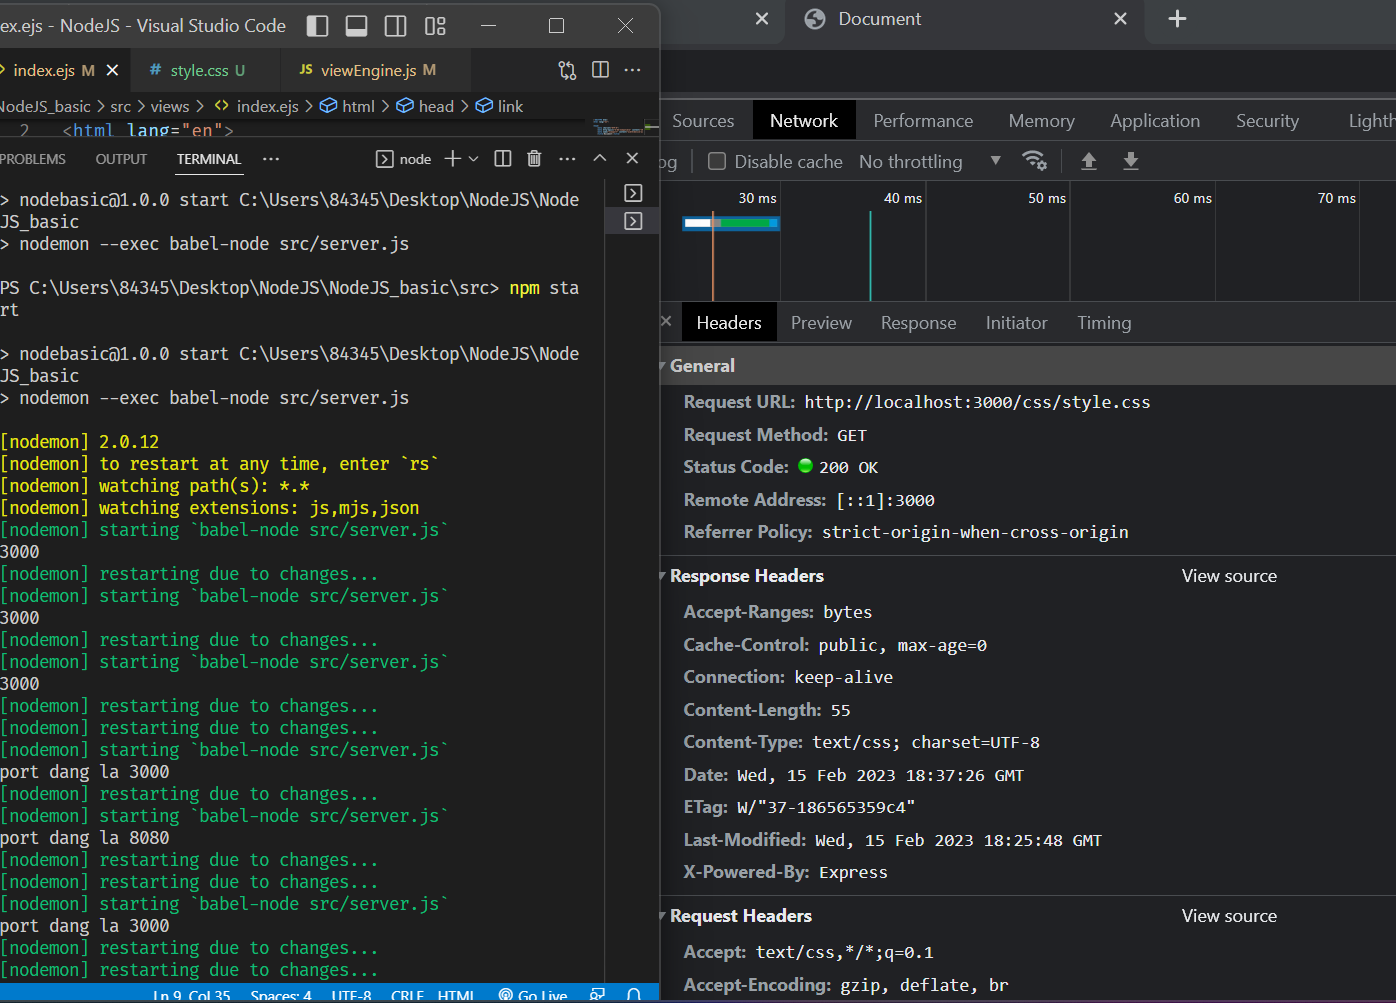 ex.ejs - NodeJS - Visual Studio Code
index.ejs M
# style.css U
JS viewEngine.js M
NodeJS_basic > src > views > <> index.ejs > html > head > link
2 <html lang="en">
PROBLEMS OUTPUT TERMINAL ... node
> nodebasic@1.0.0 start C:\Users\84345\Desktop\NodeJS\Node
JS_basic
> nodemon --exec babel-node src/server.js
PS C:\Users\84345\Desktop\NodeJS\NodeJS_basic\src> npm sta
rt
> nodebasic@1.0.0 start C:\Users\84345\Desktop\NodeJS\Node
JS_basic
> nodemon --exec babel-node src/server.js
[nodemon] 2.0.12
[nodemon] to restart at any time, enter `rs`
[nodemon] watching path(s): *.*
[nodemon] watching extensions: js,mjs,json
[nodemon] starting `babel-node src/server.js`
3000
[nodemon] restarting due to changes...
[nodemon] starting `babel-node src/server.js`
3000
[nodemon] restarting due to changes...
[nodemon] starting `babel-node src/server.js`
3000
[nodemon] restarting due to changes...
[nodemon] restarting due to changes...
[nodemon] starting `babel-node src/server.js`
port dang la 3000
[nodemon] restarting due to changes...
[nodemon] starting `babel-node src/server.js`
port dang la 8080
[nodemon] restarting due to changes...
[nodemon] restarting due to changes...
[nodemon] starting `babel-node src/server.js`
port dang la 3000
[nodemon] restarting due to changes...
[nodemon] restarting due to changes...
Ln 9, Col 35 Spaces: 4 UTF-8 CRLF HTML Go Live
Document
Sources Network Performance Memory Application Security Lighth
og Disable cache No throttling
30 ms 40 ms 50 ms 60 ms 70 ms
Headers Preview Response Initiator Timing
General
Request URL: http://localhost:3000/css/style.css
Request Method: GET
Status Code: 200 OK
Remote Address: [::1]:3000
Referrer Policy: strict-origin-when-cross-origin
Response Headers View source
Accept-Ranges: bytes
Cache-Control: public, max-age=0
Connection: keep-alive
Content-Length: 55
Content-Type: text/css; charset=UTF-8
Date: Wed, 15 Feb 2023 18:37:26 GMT
ETag: W/"37-186565359c4"
Last-Modified: Wed, 15 Feb 2023 18:25:48 GMT
X-Powered-By: Express
Request Headers View source
Accept: text/css,*/*;q=0.1
Accept-Encoding: gzip, deflate, br